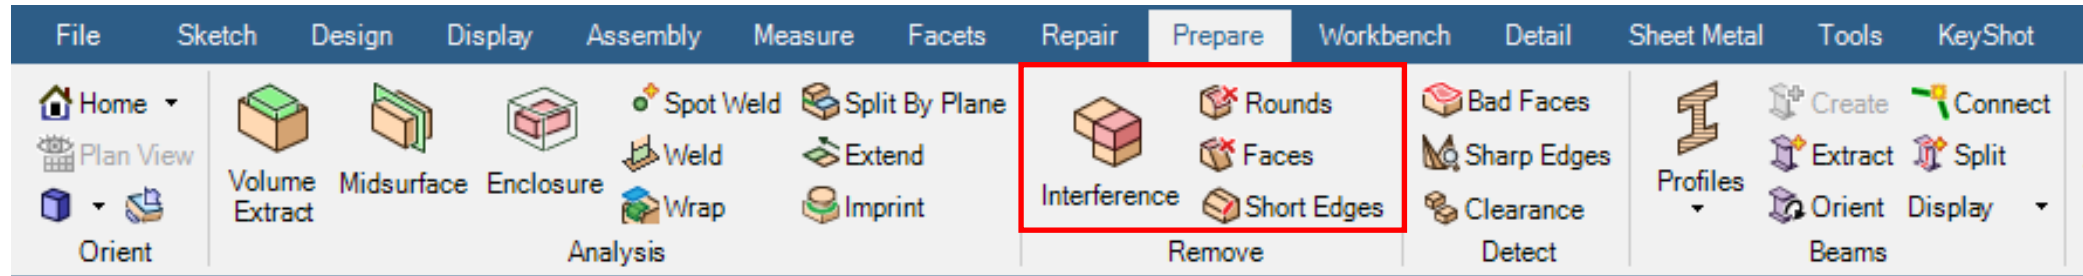 File Sketch Design Display Assembly Measure Facets Repair Prepare Workbench Detail Sheet Metal Tools KeyShot
Home
Plan View
Orient
Volume
Extract
Midsurface
Enclosure
Spot Weld
Weld
Wrap
Split By Plane
Extend
Imprint
Analysis
Interference
Rounds
Faces
Short Edges
Remove
Bad Faces
Sharp Edges
Clearance
Detect
Profiles
Create
Extract
Orient
Connect
Split
Display
Beams